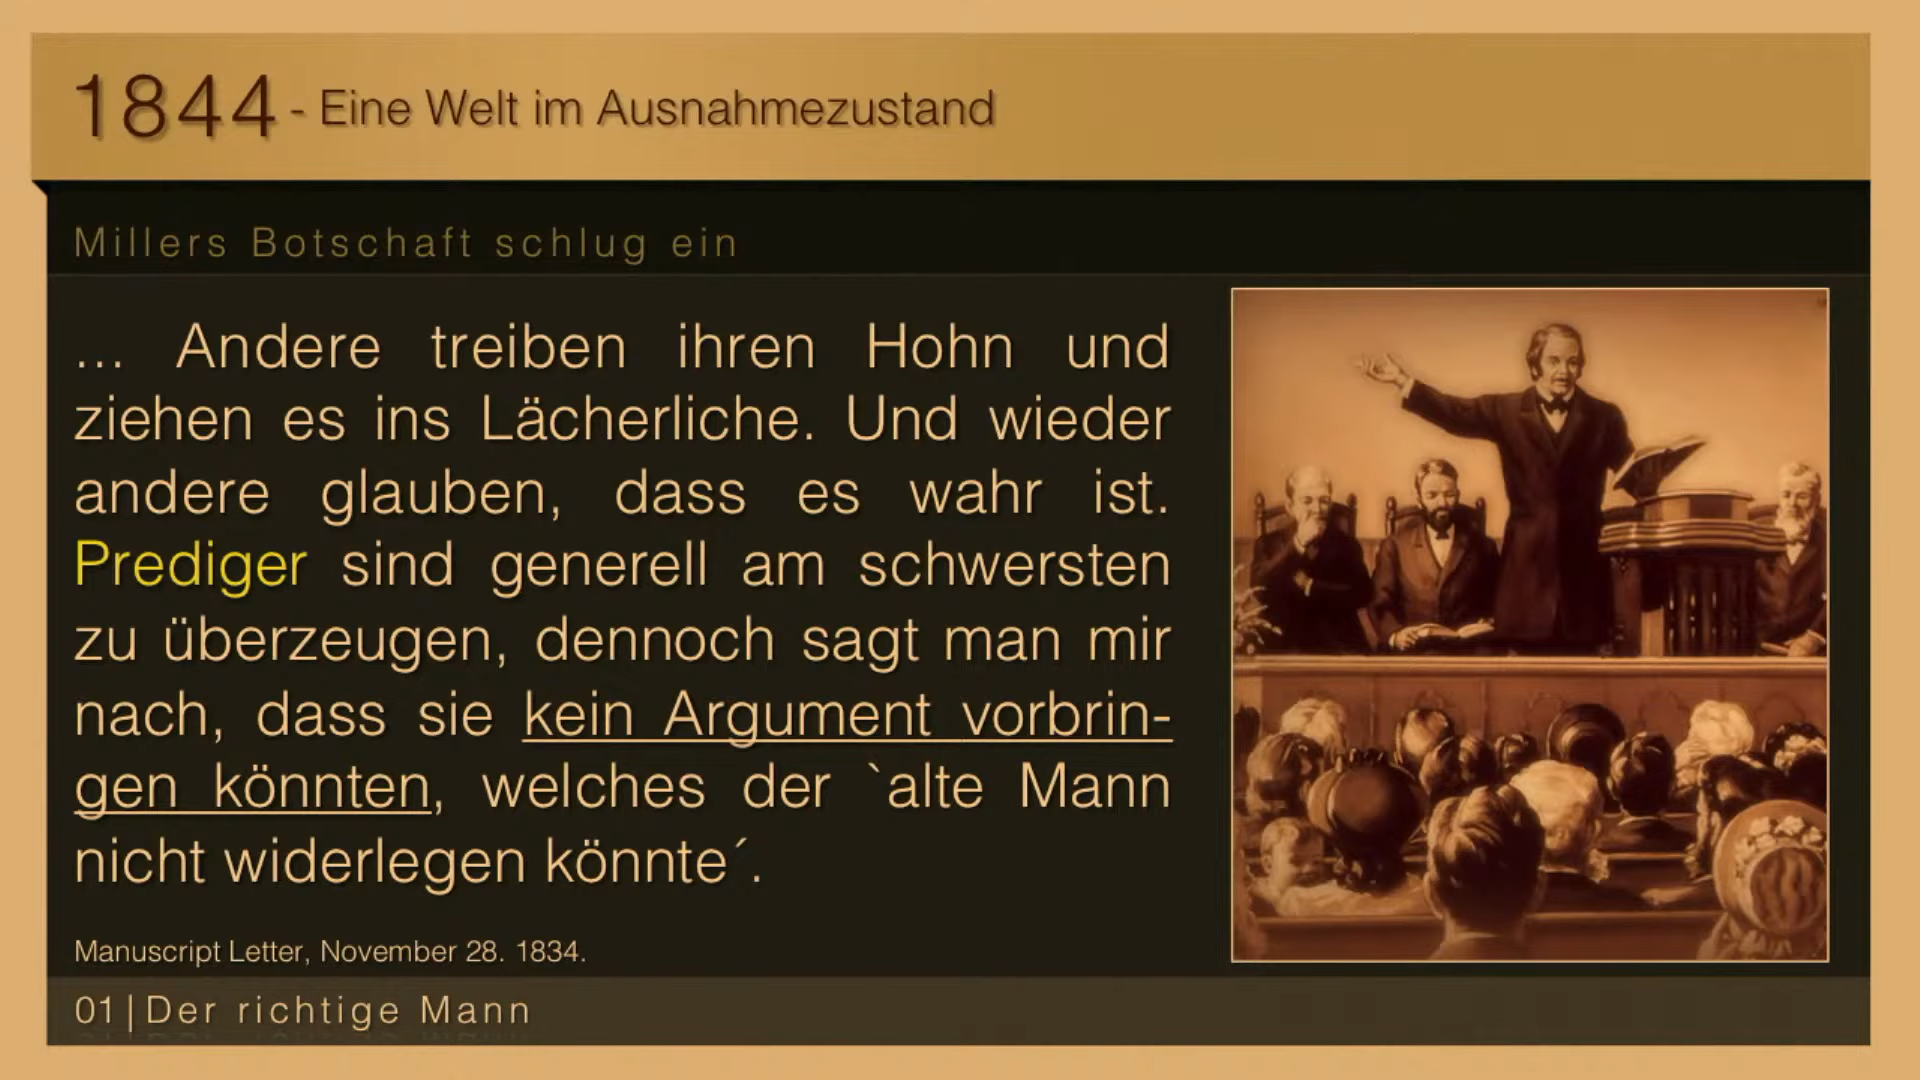 1844 - Eine Welt im Ausnahmezustand
Millers Botschaft schlug ein
... Andere treiben ihren Hohn und
ziehen es ins Lächerliche. Und wieder
andere glauben, dass es wahr ist.
Prediger sind generell am schwersten
zu überzeugen, dennoch sagt man mir
nach, dass sie kein Argument vorbrin-
gen könnten, welches der `alte Mann
nicht widerlegen könnte´.
Manuscript Letter, November 28. 1834.
01|Der richtige Mann